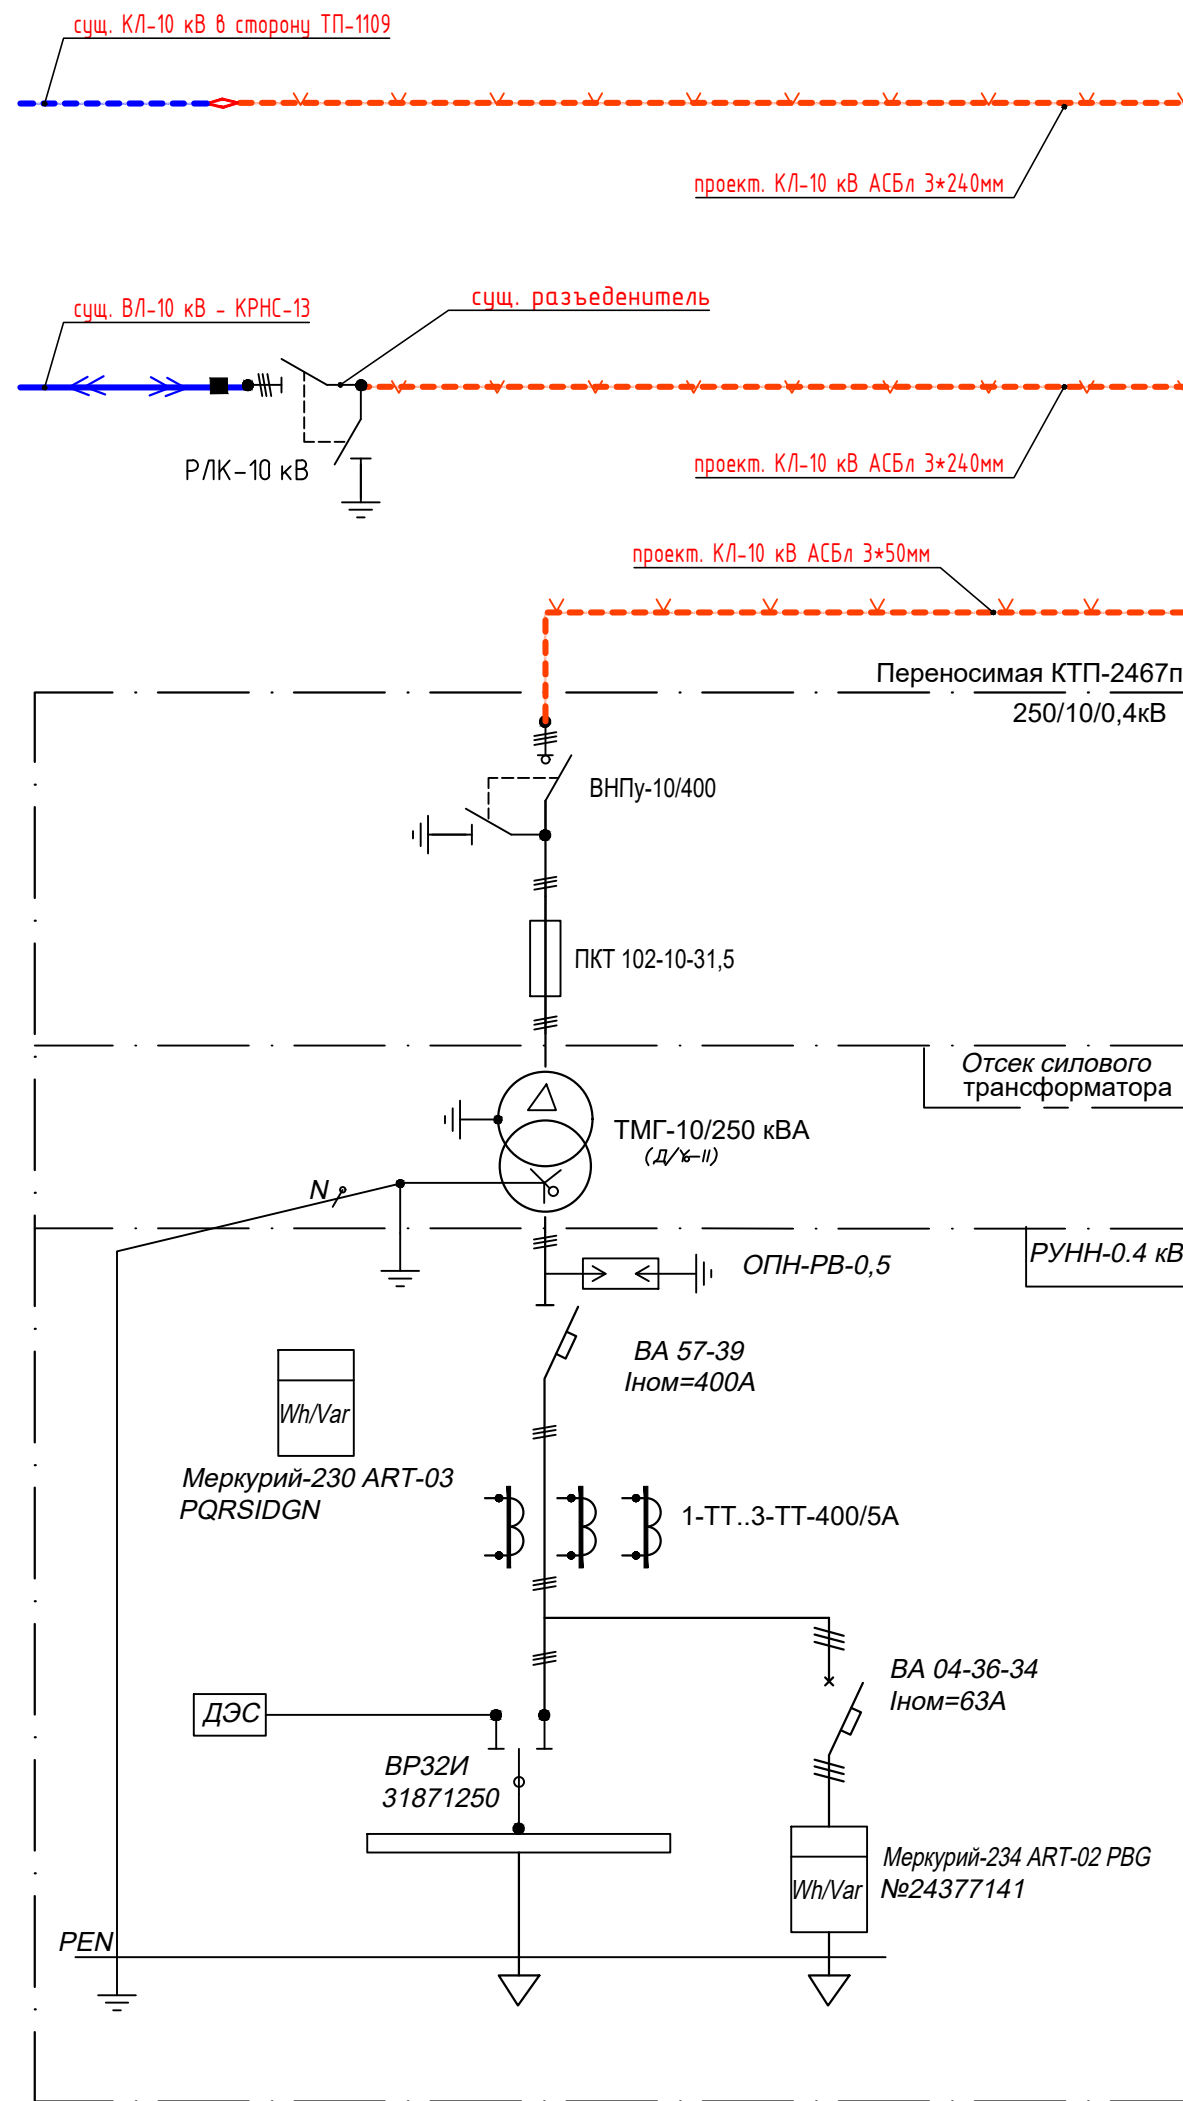 сущ. КЛ-10 кВ в сторону ТП-1109
проект. КЛ-10 кВ АСБл 3*240мм
сущ. ВЛ-10 кВ - КРНС-13
сущ. разъеденитель
РЛК-10 кВ
проект. КЛ-10 кВ АСБл 3*240мм
проект. КЛ-10 кВ АСБл 3*50мм
Переносимая КТП-2467п
250/10/0,4кВ
ВНПу-10/400
ПКТ 102-10-31,5
Отсек силового
трансформатора
ТМГ-10/250 кВА
N
ОПН-РВ-0,5
РУНН-0.4 кВ
ВА 57-39
Iном=400А
Wh/Var
Меркурий-230 ART-03
PQRSIDGN
1-ТТ..3-ТТ-400/5А
ВА 04-36-34
Iном=63А
ДЭС
ВР32И
31871250
Меркурий-234 ART-02 PBG
Wh/Var
№24377141
PEN